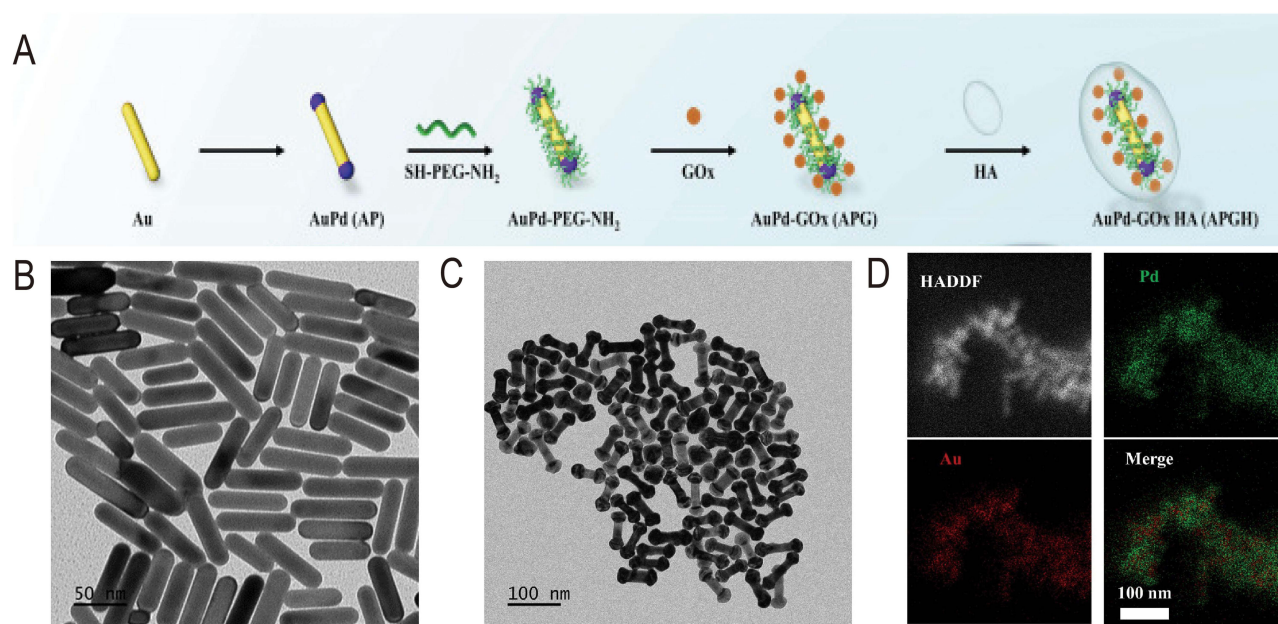 A
SH-PEG-NH₂
GOx
HA
Au
AuPd (AP)
AuPd-PEG-NH₂
AuPd-GOx (APG)
AuPd-GOx HA (APGH)
B
50 nm
C
100 nm
D
HADDF
Pd
Au
Merge
100 nm